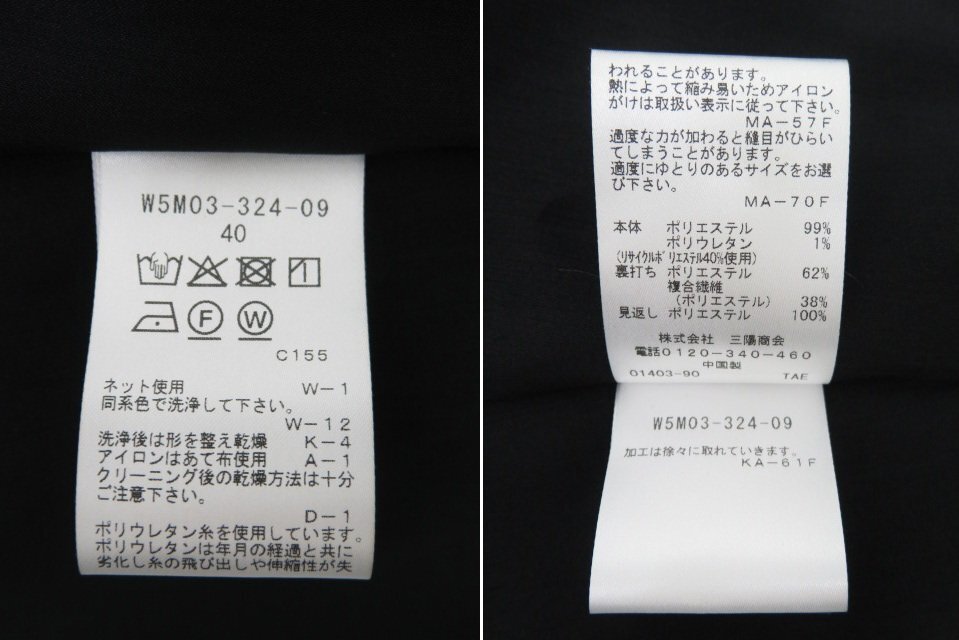 W5M03-324-09
40
F W
C155
ネット使用 W-1
同系色で洗浄して下さい。
W-12
洗浄後は形を整え乾燥 K-4
アイロンはあて布使用 A-1
クリーニング後の乾燥方法は十分
ご注意下さい。
D-1
ポリウレタン糸を使用しています。
ポリウレタンは年月の経過と共に
劣化し糸の飛び出しや伸縮性が失
われることがあります。
熱によって縮み易いためアイロン
がけは取扱い表示に従って下さい。
MA-57F
過度な力が加わると縫目がひらい
てしまうことがあります。
適度にゆとりのあるサイズをお選
び下さい。
MA-70F
本体 ポリエステル 99%
ポリウレタン 1%
(リサイクルポリエステル40%使用)
裏打ち ポリエステル 62%
複合繊維
(ポリエステル) 38%
見返し ポリエステル 100%
株式会社 三陽商会
電話0120-340-460
中国製
01403-90 TAE
W5M03-324-09
加工は徐々に取れていきます。
KA-61F